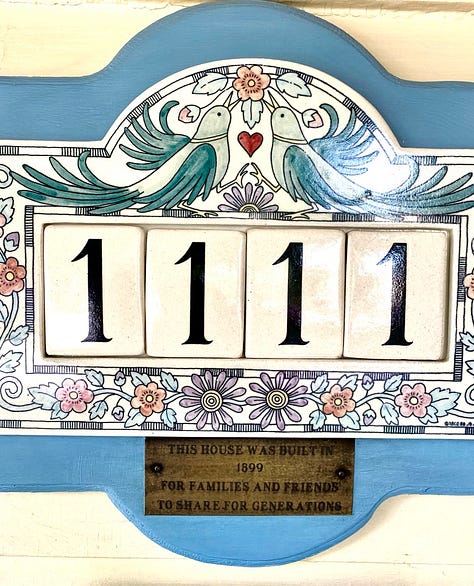 1111
THIS HOUSE WAS BUILT IN
1899
FOR FAMILIES AND FRIENDS
TO SHARE FOR GENERATIONS